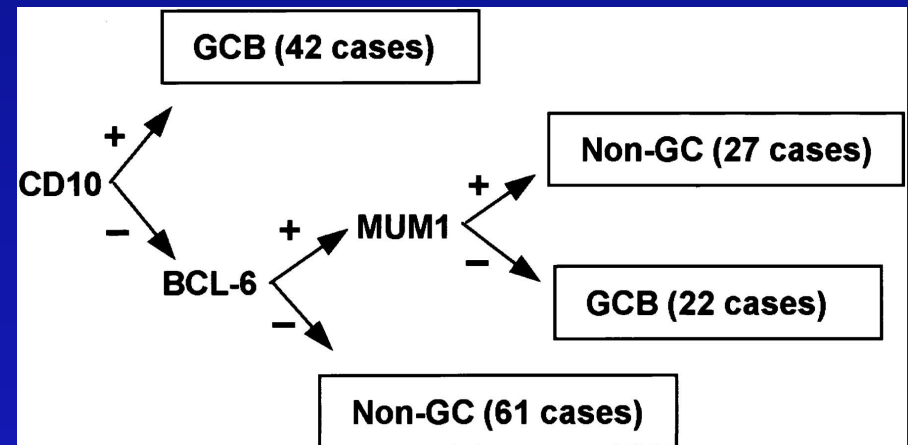 GCB (42 cases)
+
Non-GC (27 cases)
CD10
+
−
+
MUM1
−
BCL-6
GCB (22 cases)
−
Non-GC (61 cases)